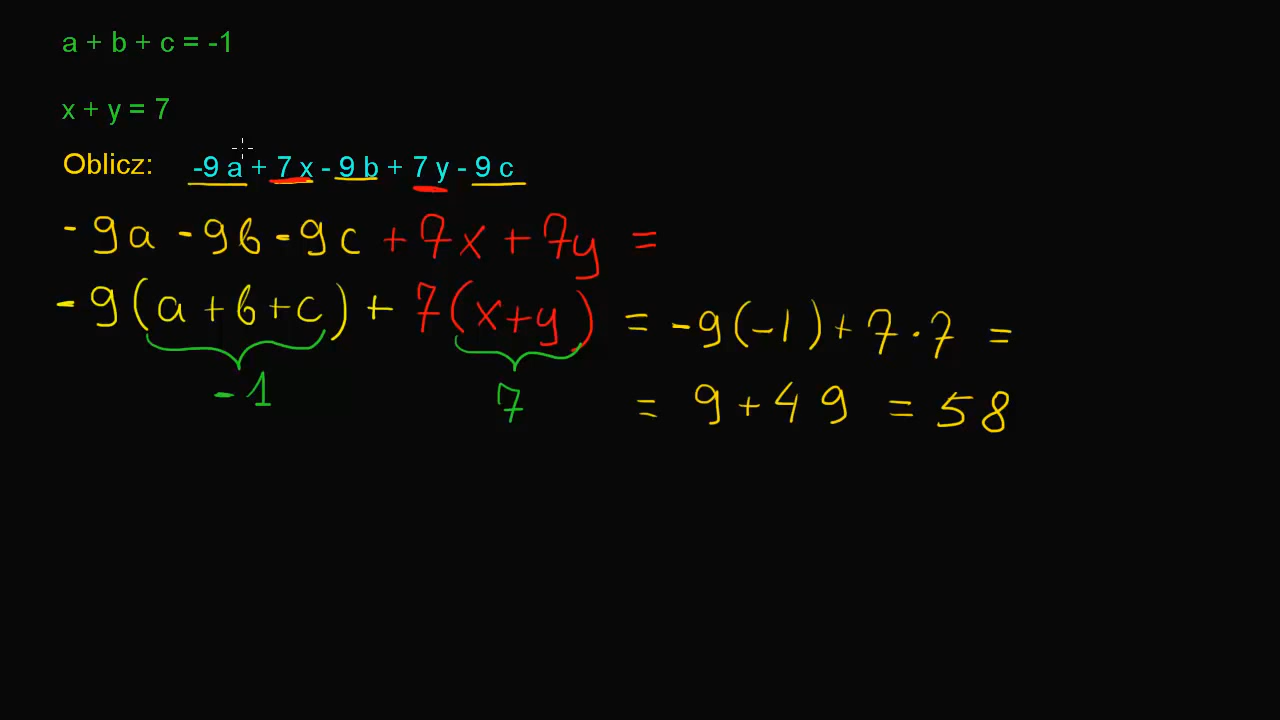 a + b + c = -1
x + y = 7
Oblicz: -9 a + 7 x - 9 b + 7 y - 9 c
-9a -9b -9c +7x +7y =
-9(a+b+c) + 7(x+y) = -9(-1) + 7·7 =
-1 7 = 9 + 49 = 58